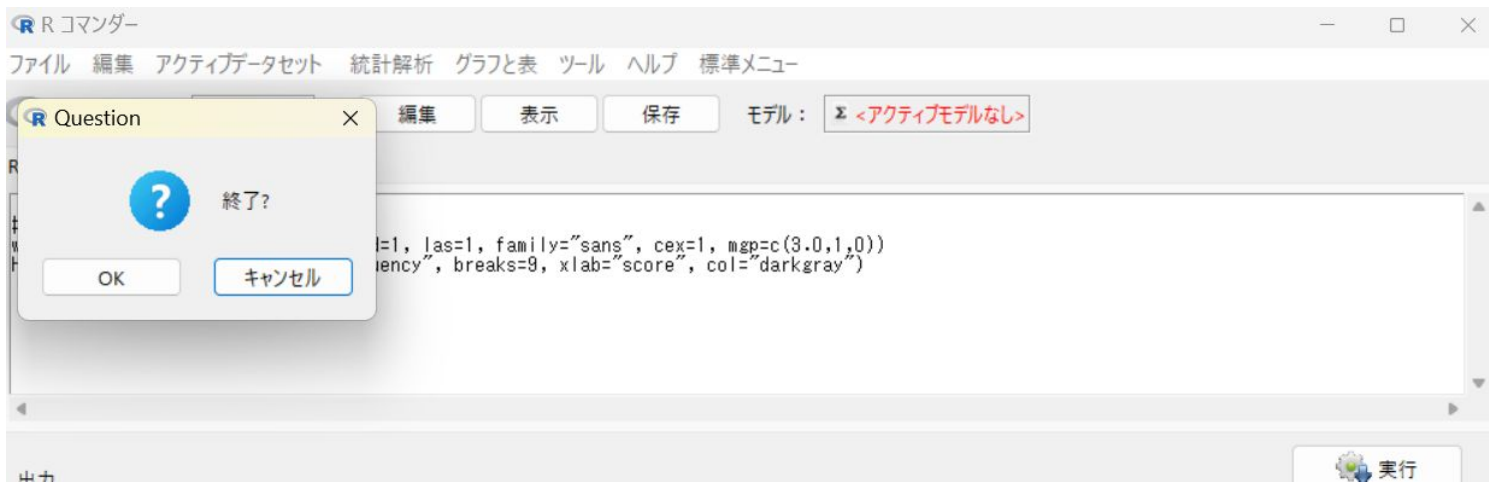 R コマンダー
ファイル 編集 アクティブデータセット 統計解析 グラフと表 ツール ヘルプ 標準メニュー
Question
編集 表示 保存 モデル： Σ <アクティブモデルなし>
R
終了?
=1, las=1, family="sans", cex=1, mgp=c(3.0,1,0))
uency", breaks=9, xlab="score", col="darkgray")
OK キャンセル
出力
実行